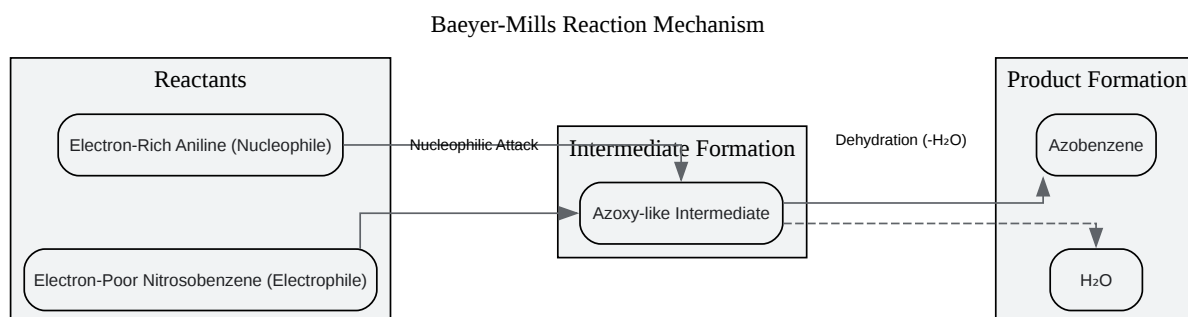 Baeyer-Mills Reaction Mechanism
Reactants
Electron-Rich Aniline (Nucleophile)
Electron-Poor Nitrosobenzene (Electrophile)
Nucleophilic Attack
Intermediate Formation
Azoxy-like Intermediate
Dehydration (-H₂O)
Product Formation
Azobenzene
H₂O